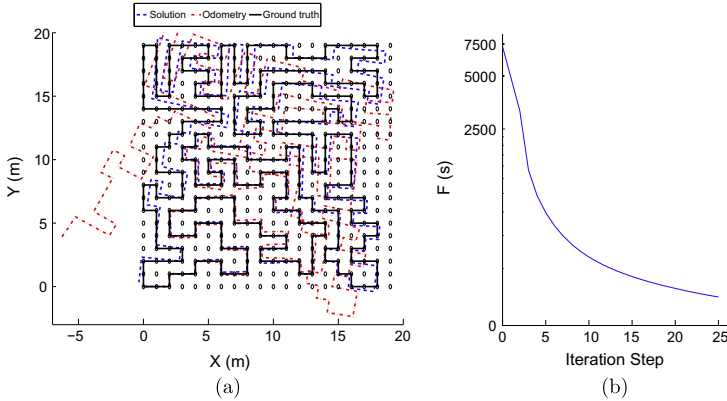 Solution Odometry Ground truth
20
15
10
5
0
Y (m)
−5 0 5 10 15 20
X (m)
(a)
7500
5000
2500
0
F (s)
0 5 10 15 20 25
Iteration Step
(b)